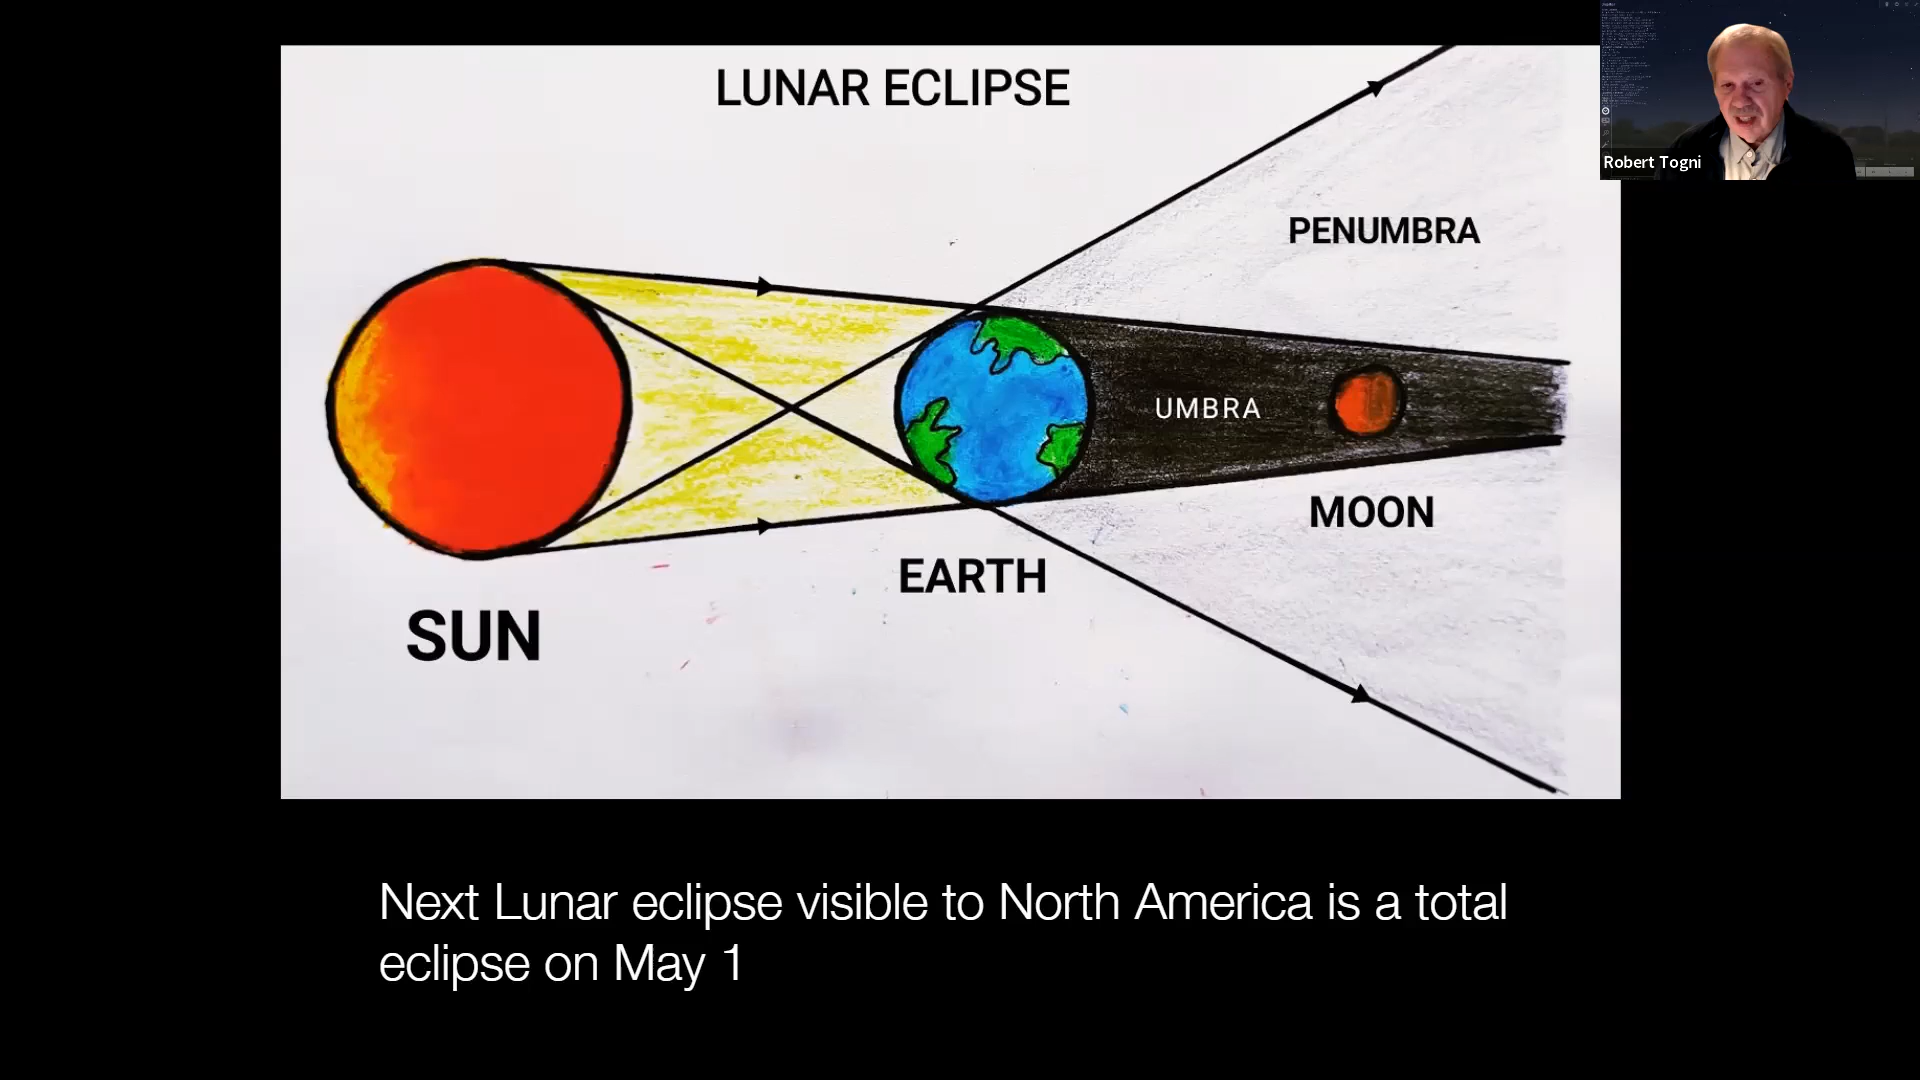 LUNAR ECLIPSE
Robert Togni
PENUMBRA
UMBRA
MOON
EARTH
SUN
Next Lunar eclipse visible to North America is a total
eclipse on May 1